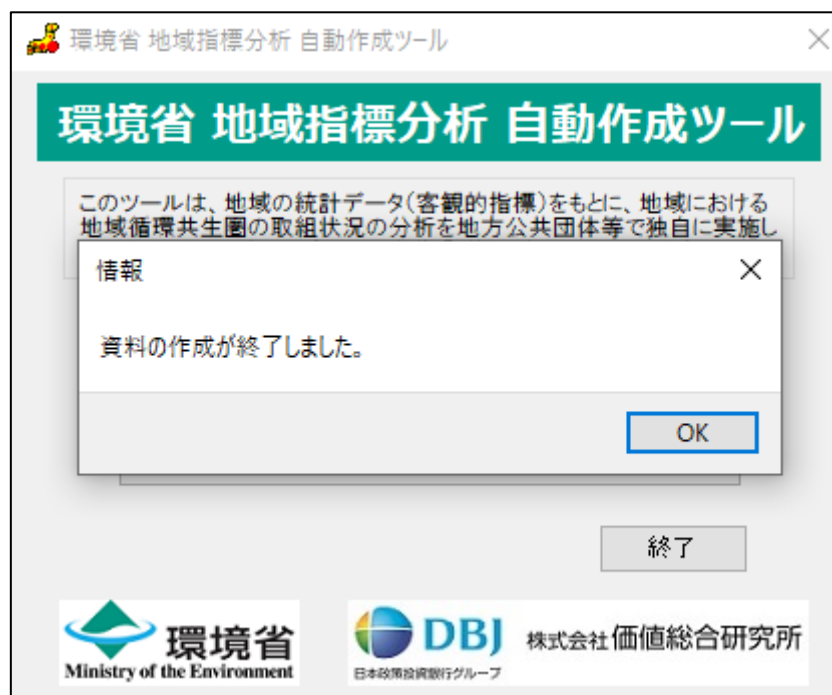 環境省 地域指標分析 自動作成ツール
環境省 地域指標分析 自動作成ツール
このツールは、地域の統計データ(客観的指標)をもとに、地域における
地域循環共生圏の取組状況の分析を地方公共団体等で独自に実施し
情報
資料の作成が終了しました。
OK
終了
環境省
Ministry of the Environment
DBJ
日本政策投資銀行グループ
株式会社価値総合研究所